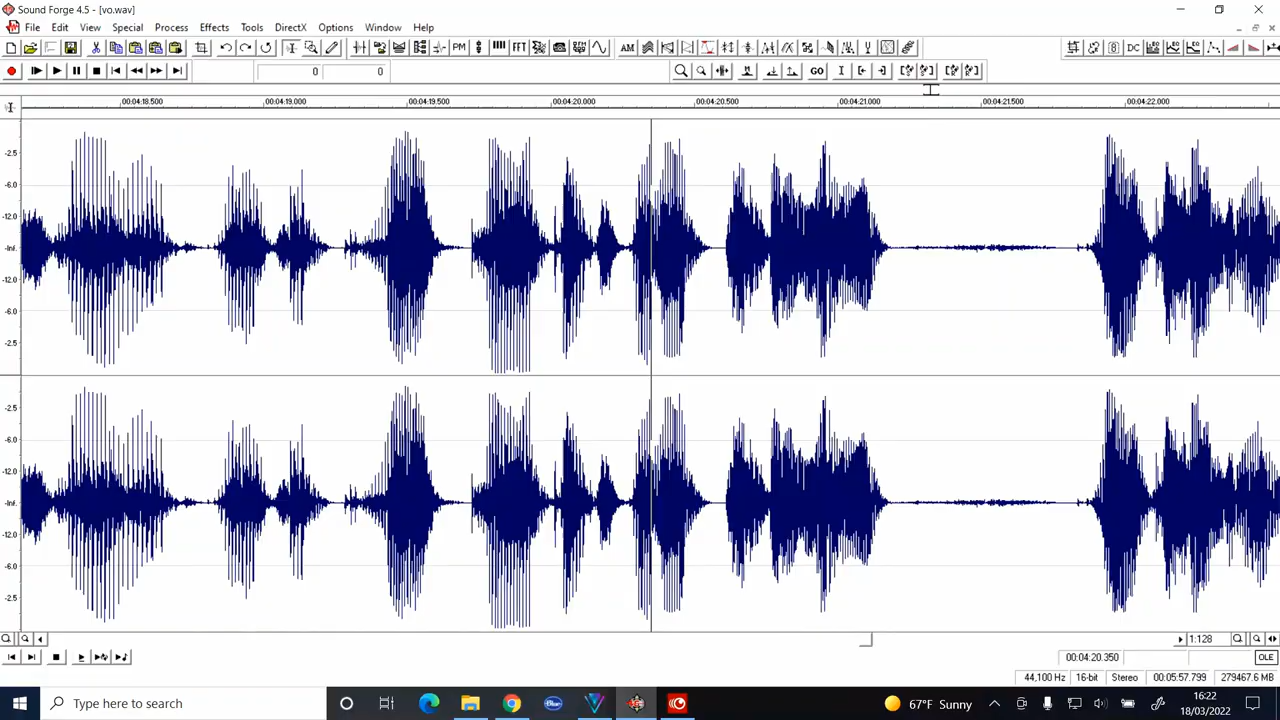 Sound Forge 4.5 - [vo.wav]
File Edit View Special Process Effects Tools DirectX Options Window Help
PM FFT AM DC
0 0 GO
00:04:18.500 00:04:19.000 00:04:19.500 00:04:20.000 00:04:20.500 00:04:21.000 00:04:21.500 00:04:22.000
-2.5
-6.0
-12.0
-Inf.
-12.0
-6.0
-2.5
-2.5
-6.0
-12.0
-Inf.
-12.0
-6.0
-2.5
1:128
00:04:20.350 OLE
44,100 Hz 16-bit Stereo 00:05:57.799 279467.6 MB
Type here to search
67°F Sunny
16:22
18/03/2022